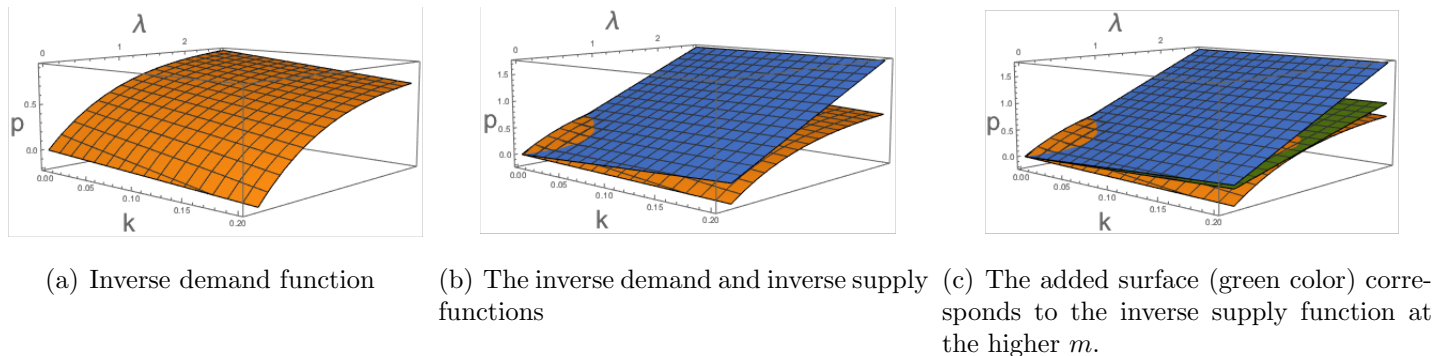 λ
0
1
2
0.5
p
0.0
0.00
0.05
0.10
0.15
0.20
k
λ
0
1
2
1.5
1.0
p
0.5
0.0
0.00
0.05
0.10
0.15
0.20
k
λ
0
1
2
1.5
1.0
p
0.5
0.0
0.00
0.05
0.10
0.15
0.20
k
(a) Inverse demand function
(b) The inverse demand and inverse supply
functions
(c) The added surface (green color) corre-
sponds to the inverse supply function at
the higher m.